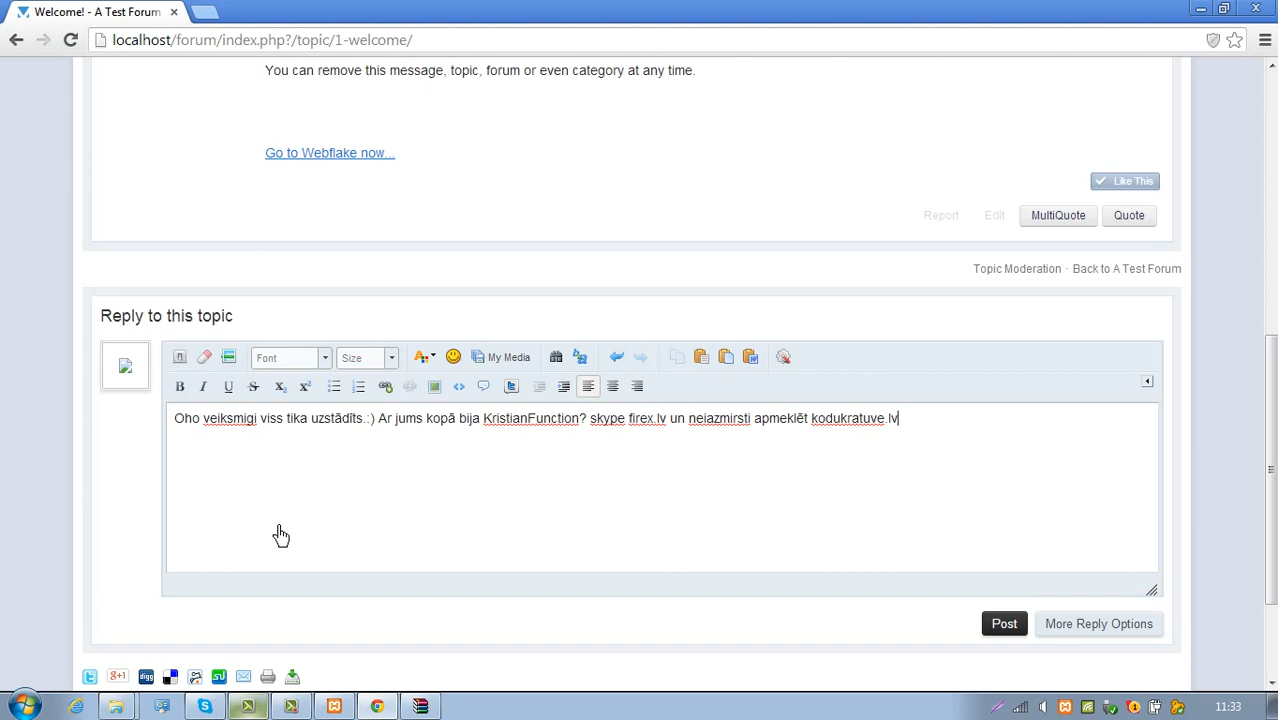 Welcome! - A Test Forum
localhost/forum/index.php?/topic/1-welcome/
You can remove this message, topic, forum or even category at any time.
Go to Webflake now...
Like This
Report Edit MultiQuote Quote
Topic Moderation · Back to A Test Forum
Reply to this topic
Font Size My Media
Oho veiksmigi viss tika uzstādīts.:) Ar jums kopā bija KristianFunction? skype firex.lv un neiazmirsti apmeklēt kodukratuve.lv
Post More Reply Options
11:33